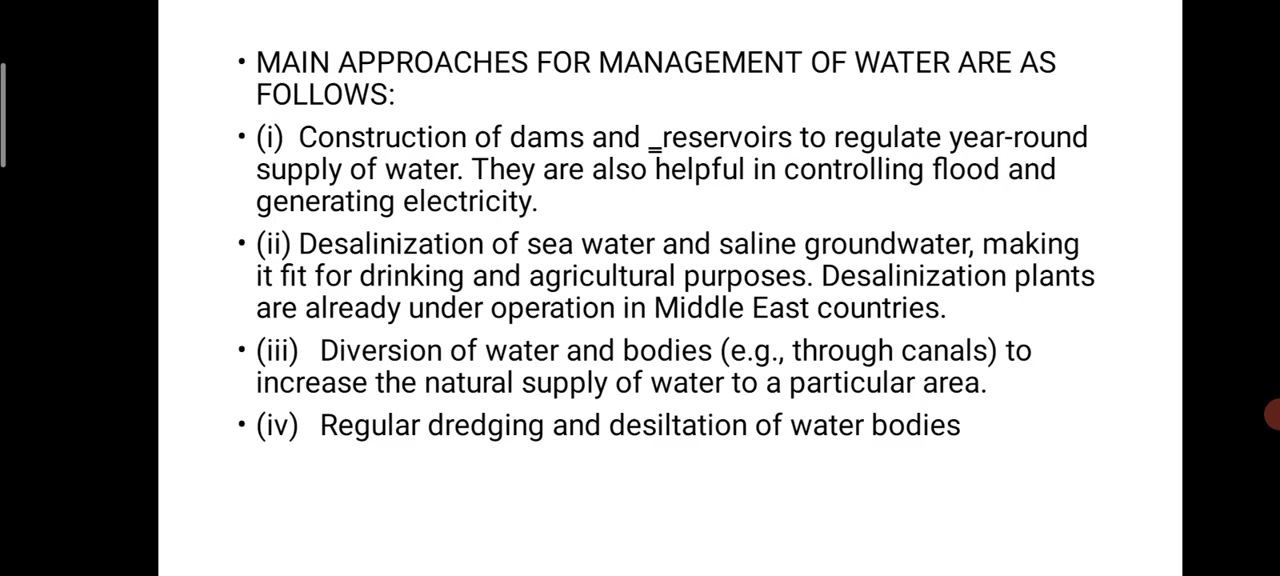 • MAIN APPROACHES FOR MANAGEMENT OF WATER ARE AS
FOLLOWS:
• (i) Construction of dams and _reservoirs to regulate year-round
supply of water. They are also helpful in controlling flood and
generating electricity.
• (ii) Desalinization of sea water and saline groundwater, making
it fit for drinking and agricultural purposes. Desalinization plants
are already under operation in Middle East countries.
• (iii) Diversion of water and bodies (e.g., through canals) to
increase the natural supply of water to a particular area.
• (iv) Regular dredging and desiltation of water bodies